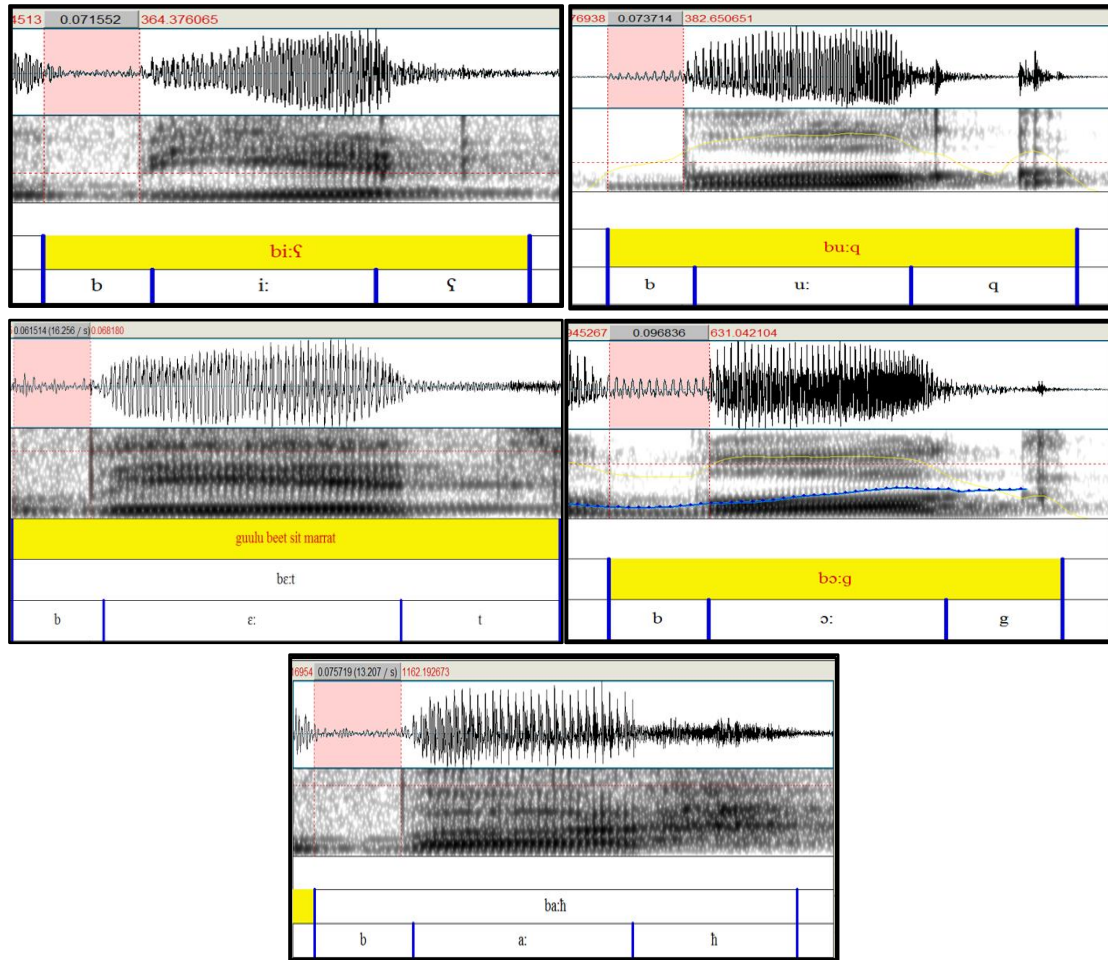 4513 0.071552 364.376065
bi:ʕ
b i: ʕ
76938 0.073714 382.650651
bu:q
b u: q
0.061514 (16.256 / s) 0.068180
guulu beet sit marrat
bɛ:t
b ɛ: t
945267 0.096836 631.042104
bɔ:g
b ɔ: g
16954 0.075719 (13.207 / s) 1162.192673
ba:ħ
b a: ħ